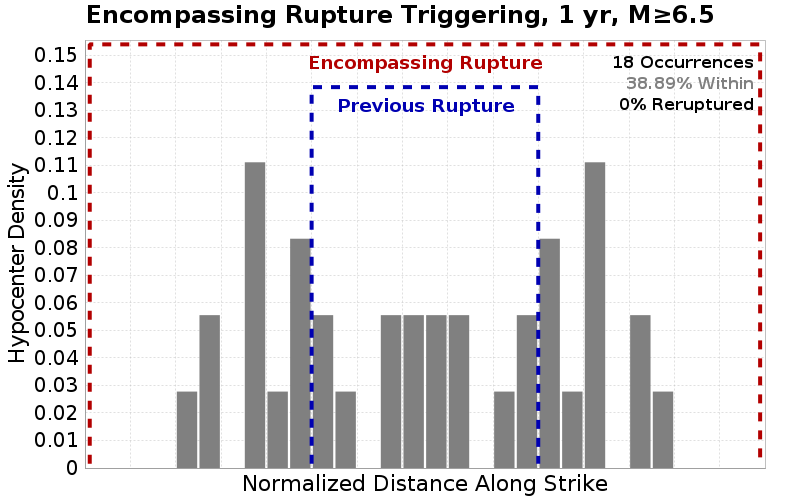 Encompassing Rupture Triggering, 1 yr, M≥6.5
Encompassing Rupture
Previous Rupture
18 Occurrences
38.89% Within
0% Reruptured
Hypocenter Density
0.15
0.14
0.13
0.12
0.11
0.1
0.09
0.08
0.07
0.06
0.05
0.04
0.03
0.02
0.01
0
Normalized Distance Along Strike